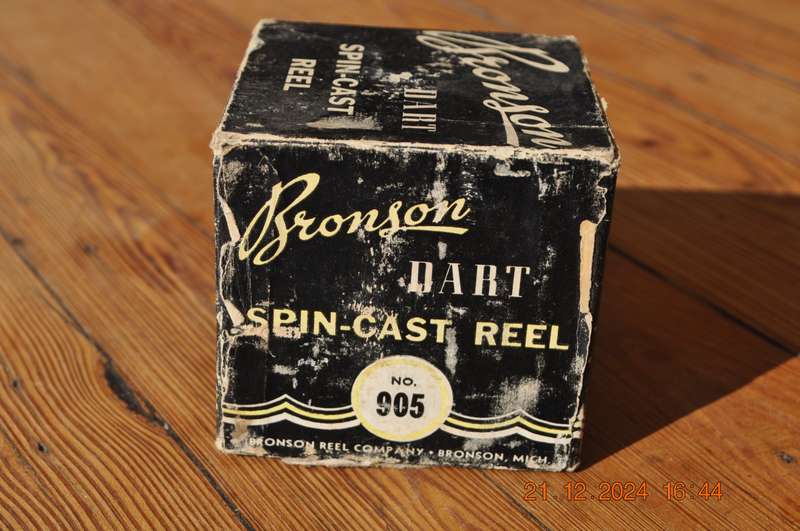 Bronson
DART
SPIN-CAST
REEL
Bronson
DART
SPIN-CAST REEL
NO.
905
BRONSON REEL COMPANY • BRONSON, MICH.
21.12.2024 16:44